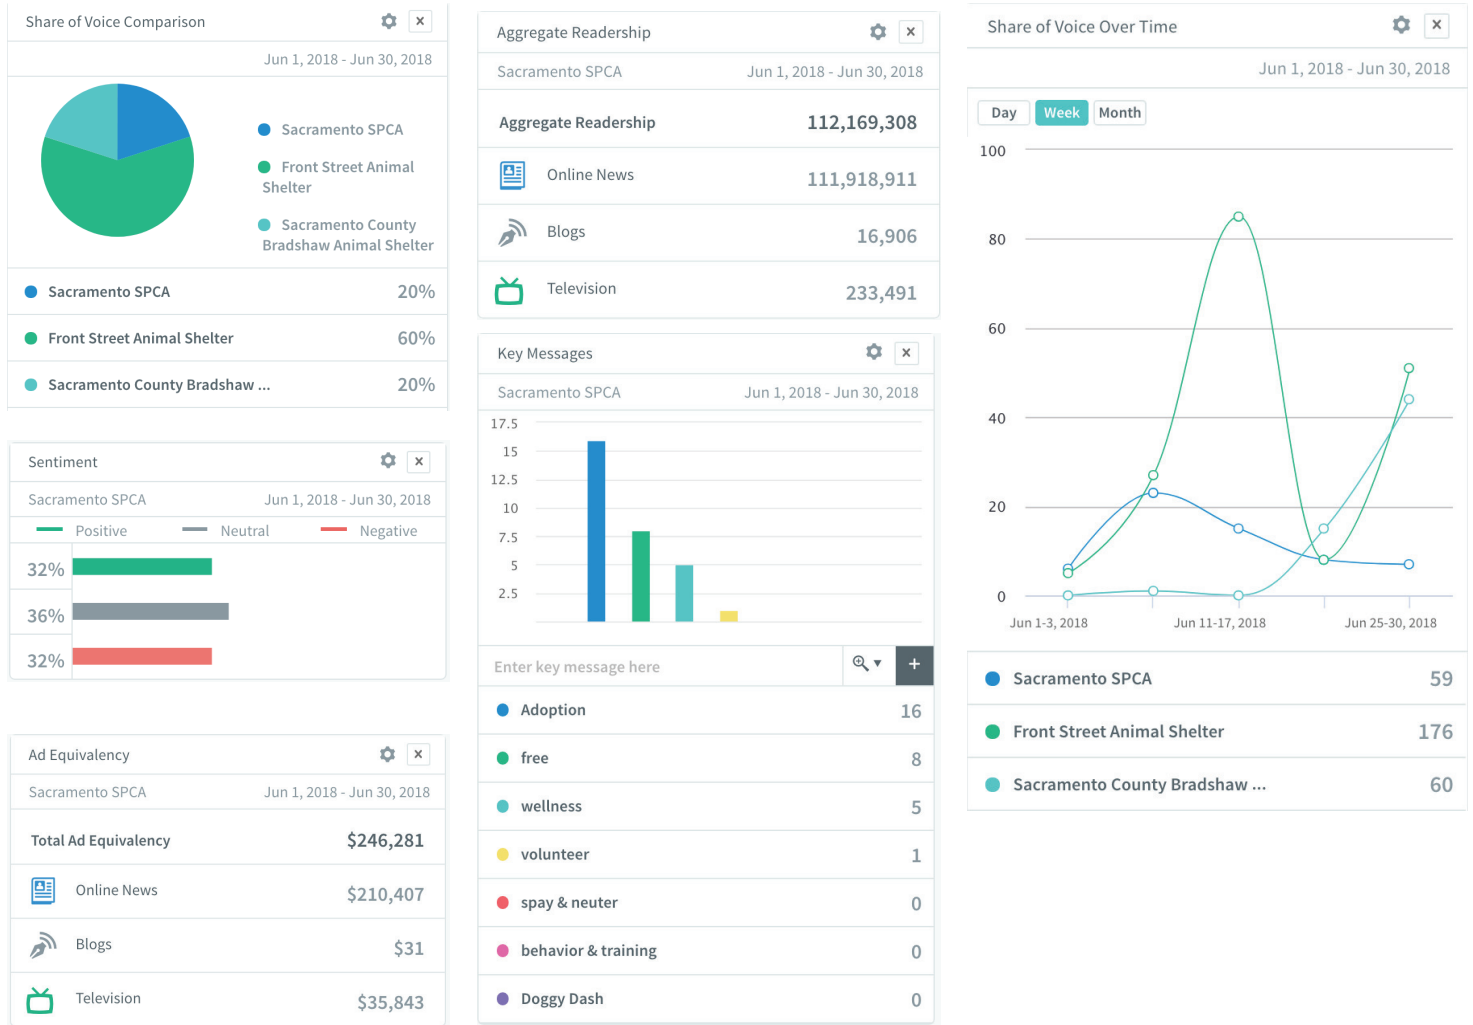 Share of Voice Comparison
Jun 1, 2018 - Jun 30, 2018
Sacramento SPCA
Front Street Animal
Shelter
Sacramento County
Bradshaw Animal Shelter
Sacramento SPCA 20%
Front Street Animal Shelter 60%
Sacramento County Bradshaw ... 20%
Sentiment
Sacramento SPCA Jun 1, 2018 - Jun 30, 2018
Positive Neutral Negative
32%
36%
32%
Ad Equivalency
Sacramento SPCA Jun 1, 2018 - Jun 30, 2018
Total Ad Equivalency $246,281
Online News $210,407
Blogs $31
Television $35,843
Aggregate Readership
Sacramento SPCA Jun 1, 2018 - Jun 30, 2018
Aggregate Readership 112,169,308
Online News 111,918,911
Blogs 16,906
Television 233,491
Key Messages
Sacramento SPCA Jun 1, 2018 - Jun 30, 2018
17.5
15
12.5
10
7.5
5
2.5
Enter key message here
Adoption 16
free 8
wellness 5
volunteer 1
spay & neuter 0
behavior & training 0
Doggy Dash 0
Share of Voice Over Time
Jun 1, 2018 - Jun 30, 2018
Day Week Month
100
80
60
40
20
0
Jun 1-3, 2018 Jun 11-17, 2018 Jun 25-30, 2018
Sacramento SPCA 59
Front Street Animal Shelter 176
Sacramento County Bradshaw ... 60